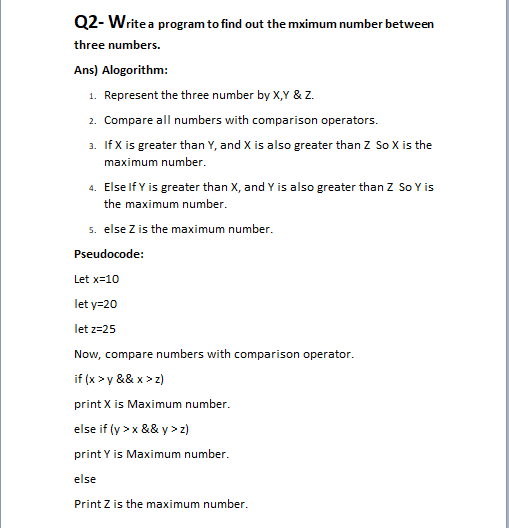 Q2- Write a program to find out the mximum number between
three numbers.
Ans) Alogorithm:
1. Represent the three number by X,Y & Z.
2. Compare all numbers with comparison operators.
3. If X is greater than Y, and X is also greater than Z So X is the
maximum number.
4. Else If Y is greater than X, and Y is also greater than Z So Y is
the maximum number.
5. else Z is the maximum number.
Pseudocode:
Let x=10
let y=20
let z=25
Now, compare numbers with comparison operator.
if (x > y && x > z)
print X is Maximum number.
else if (y > x && y > z)
print Y is Maximum number.
else
Print Z is the maximum number.